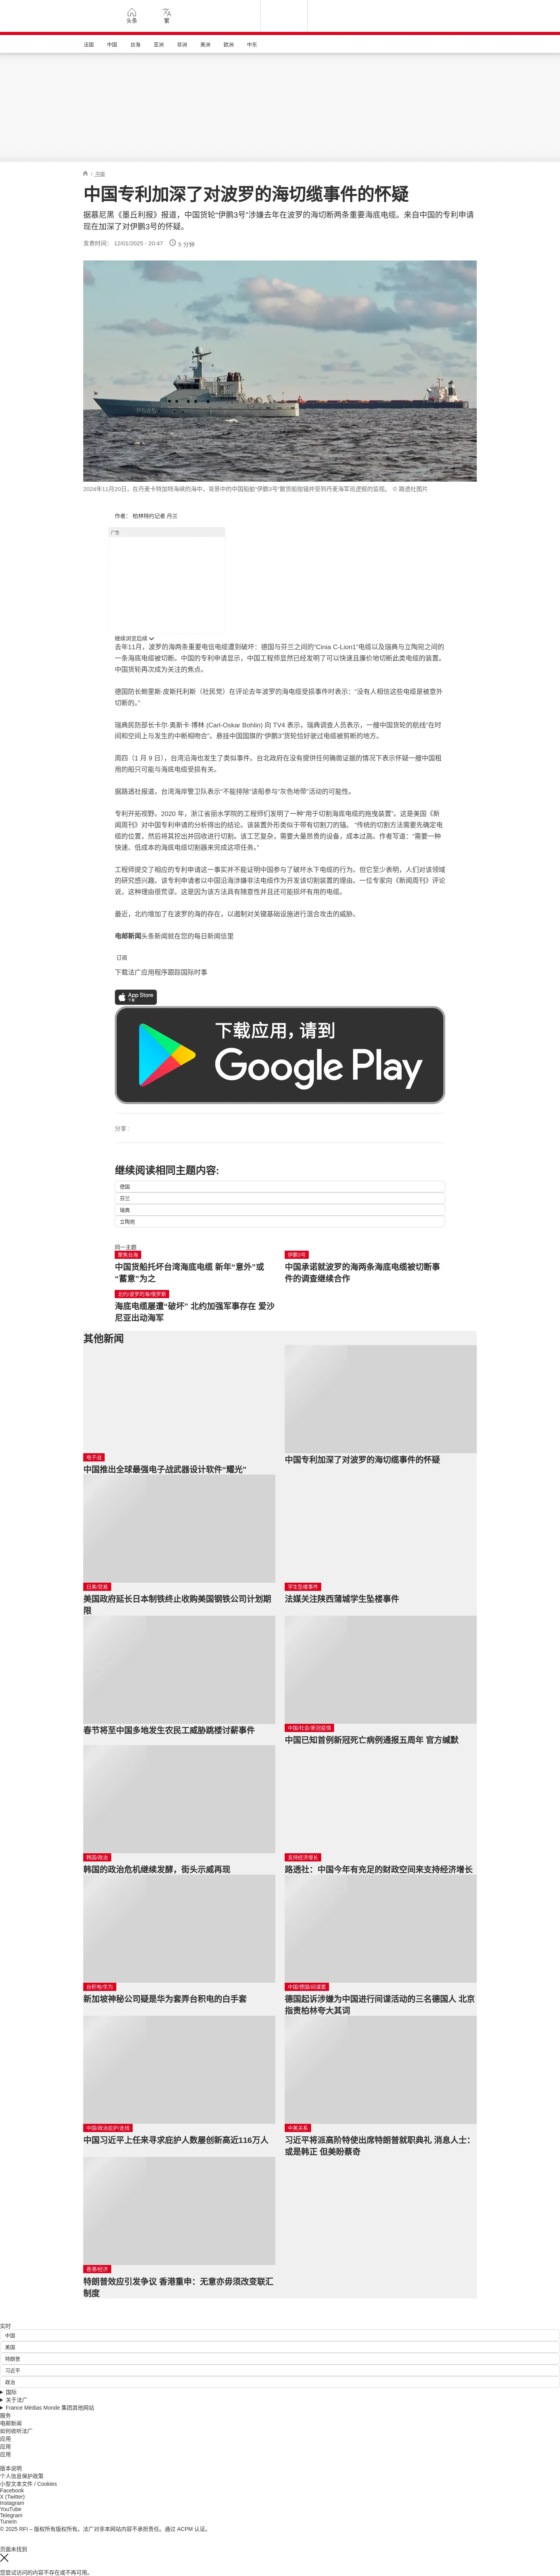 头条
繁
法国
中国
台海
亚洲
非洲
美洲
欧洲
中东
/ 中国
中国专利加深了对波罗的海切缆事件的怀疑
据慕尼黑《墨丘利报》报道，中国货轮“伊鹏3号”涉嫌去年在波罗的海切断两条重要海底电缆。来自中国的专利申请
现在加深了对伊鹏3号的怀疑。
发表时间： 12/01/2025 - 20:47
5 分钟
P525
2024年11月20日，在丹麦卡特加特海峡的海中，背景中的中国船舶“伊鹏3号”散货船抛锚并受到丹麦海军巡逻艇的监视。 © 路透社图片
作者： 柏林特约记者 丹兰
广告
继续浏览后续
去年11月，波罗的海两条重要电信电缆遭到破坏：德国与芬兰之间的“Cinia C-Lion1”电缆以及瑞典与立陶宛之间的
一条海底电缆被切断。中国的专利申请显示，中国工程师显然已经发明了可以快速且廉价地切断此类电缆的装置。
中国货轮再次成为关注的焦点。
德国防长鲍里斯·皮斯托利斯（社民党）在评论去年波罗的海电缆受损事件时表示：“没有人相信这些电缆是被意外
切断的。”
瑞典民防部长卡尔·奥斯卡·博林 (Carl-Oskar Bohlin) 向 TV4 表示，瑞典调查人员表示，一艘中国货轮的航线“在时
间和空间上与发生的中断相吻合”。悬挂中国国旗的“伊鹏3”货轮恰好驶过电缆被剪断的地方。
周四（1 月 9 日），台湾沿海也发生了类似事件。台北政府在没有提供任何确凿证据的情况下表示怀疑一艘中国租
用的船只可能与海底电缆受损有关。
据路透社报道，台湾海岸警卫队表示“不能排除”该船参与“灰色地带”活动的可能性。
专利开拓视野。2020 年，浙江省丽水学院的工程师们发明了一种“用于切割海底电缆的拖曳装置”。这是美国《新
闻周刊》对中国专利申请的分析得出的结论。该装置外形类似于带有切割刀的锚。 “传统的切割方法需要先确定电
缆的位置，然后将其挖出并回收进行切割。该工艺复杂，需要大量昂贵的设备，成本过高。作者写道：“需要一种
快速、低成本的海底电缆切割器来完成这项任务。”
工程师提交了相应的专利申请这一事实并不能证明中国参与了破坏水下电缆的行为。但它至少表明，人们对该领域
的研究感兴趣。该专利申请者以中国沿海涉嫌非法电缆作为开发该切割装置的理由。一位专家向《新闻周刊》评论
说，这种理由很荒谬。这是因为该方法具有随意性并且还可能损坏有用的电缆。
最近，北约增加了在波罗的海的存在，以遏制对关键基础设施进行混合攻击的威胁。
电邮新闻头条新闻就在您的每日新闻信里
订阅
下载法广应用程序跟踪国际时事
App Store
下载
下载应用，请到
Google Play
分享 :
继续阅读相同主题内容:
德国
芬兰
瑞典
立陶宛
同一主题
聚焦台海
中国货船托坏台湾海底电缆 新年“意外”或
“蓄意”为之
伊鹏3号
中国承诺就波罗的海两条海底电缆被切断事
件的调查继续合作
北约/波罗的海/俄罗斯
海底电缆屡遭“破坏” 北约加强军事存在 爱沙
尼亚出动海军
其他新闻
电子战
中国推出全球最强电子战武器设计软件“耀光”
中国专利加深了对波罗的海切缆事件的怀疑
日美/贸易
美国政府延长日本制铁终止收购美国钢铁公司计划期
限
学生坠楼事件
法媒关注陕西蒲城学生坠楼事件
春节将至中国多地发生农民工威胁跳楼讨薪事件
中国/社会/新冠疫情
中国已知首例新冠死亡病例通报五周年 官方缄默
韩国/政治
韩国的政治危机继续发酵，街头示威再现
支持经济增长
路透社：中国今年有充足的财政空间来支持经济增长
台积电/华为
新加坡神秘公司疑是华为套弄台积电的白手套
中国/德国/间谍案
德国起诉涉嫌为中国进行间谍活动的三名德国人 北京
指责柏林夸大其词
中国/政治庇护/走线
中国习近平上任来寻求庇护人数屡创新高近116万人
中美关系
习近平将派高阶特使出席特朗普就职典礼 消息人士：
或是韩正 但美盼蔡奇
香港/经济
特朗普效应引发争议 香港重申：无意亦毋须改变联汇
制度
实时
中国
美国
特朗普
习近平
政治
国际
关于法广
France Médias Monde 集团其他网站
服务
电邮新闻
如何收听法广
应用
应用
应用
版本说明
个人信息保护政策
小型文本文件 / Cookies
Facebook
X (Twitter)
Instagram
YouTube
Telegram
TuneIn
© 2025 RFI – 版权所有版权所有。法广对非本网站内容不承担责任。通过 ACPM 认证。
页面未找到
您尝试访问的内容不存在或不再可用。